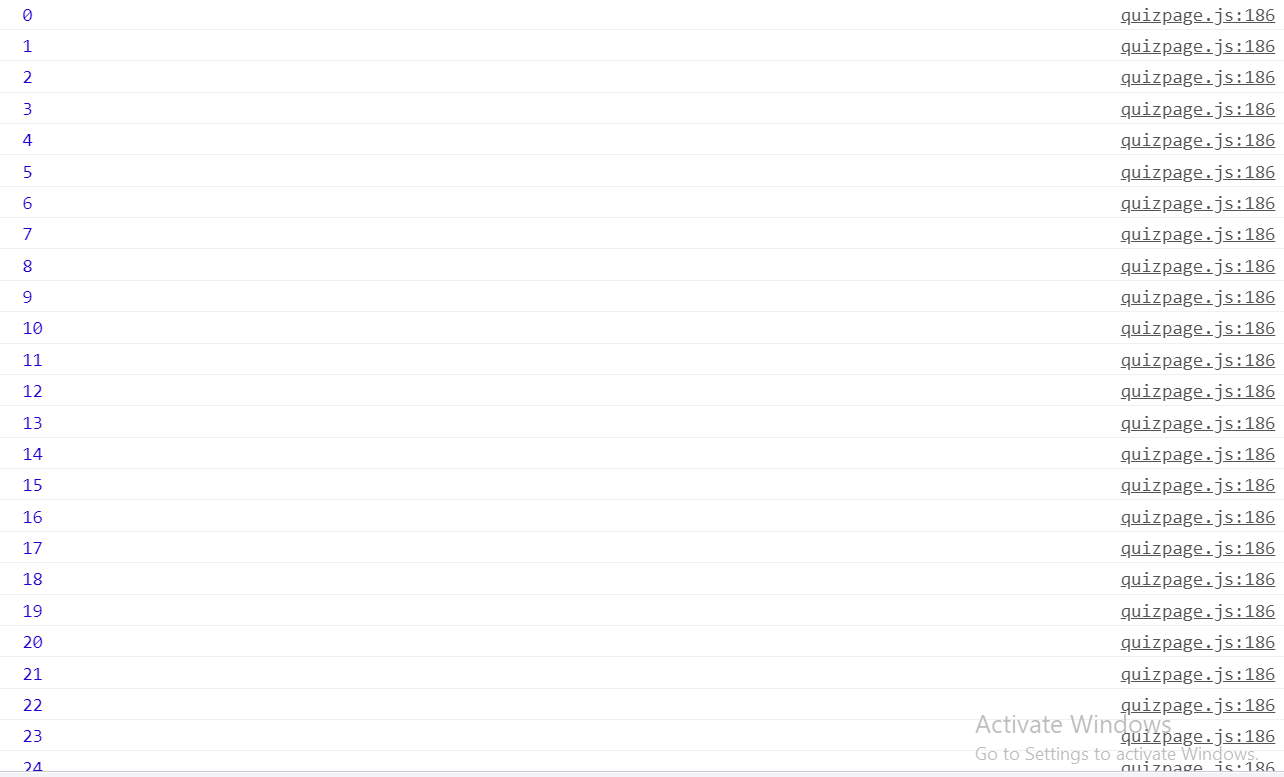 0 quizpage.js:186
1 quizpage.js:186
2 quizpage.js:186
3 quizpage.js:186
4 quizpage.js:186
5 quizpage.js:186
6 quizpage.js:186
7 quizpage.js:186
8 quizpage.js:186
9 quizpage.js:186
10 quizpage.js:186
11 quizpage.js:186
12 quizpage.js:186
13 quizpage.js:186
14 quizpage.js:186
15 quizpage.js:186
16 quizpage.js:186
17 quizpage.js:186
18 quizpage.js:186
19 quizpage.js:186
20 quizpage.js:186
21 quizpage.js:186
22 quizpage.js:186
Activate Windows
23 quizpage.js:186
Go to Settings to activate Windows.
24 quizpage.js:186